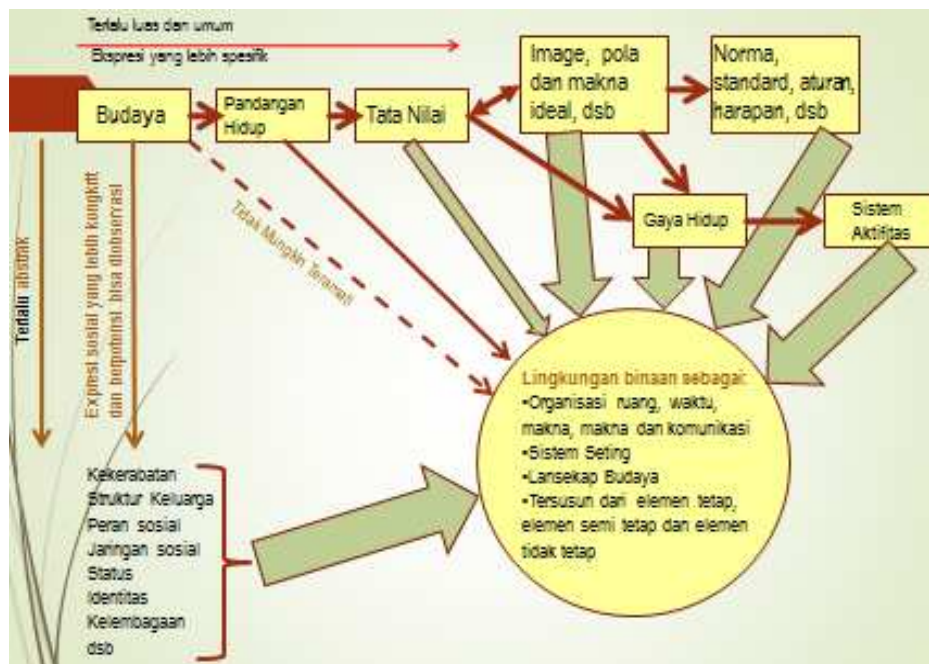 Terlalu luas dan umum
Ekspresi yang lebih spesifik
Budaya
Pandangan
Hidup
Tata Nilai
Image, pola
dan makna
ideal, dsb
Norma,
standard, aturan,
harapan, dsb
Gaya Hidup
Sistem
Aktifitas
Tidak Mungkin Teramati
Terlalu abstrak
Expresi sosial yang lebih kongkrit
dan berpotensi bisa diobservasi
Kekerabatan
Struktur Keluarga
Peran sosial
Jaringan sosial
Status
Identitas
Kelembagaan
dsb
Lingkungan binaan sebagai:
•Organisasi ruang, waktu,
makna, makna dan komunikasi
•Sistem Seting
•Lansekap Budaya
•Tersusun dari elemen tetap,
elemen semi tetap dan elemen
tidak tetap